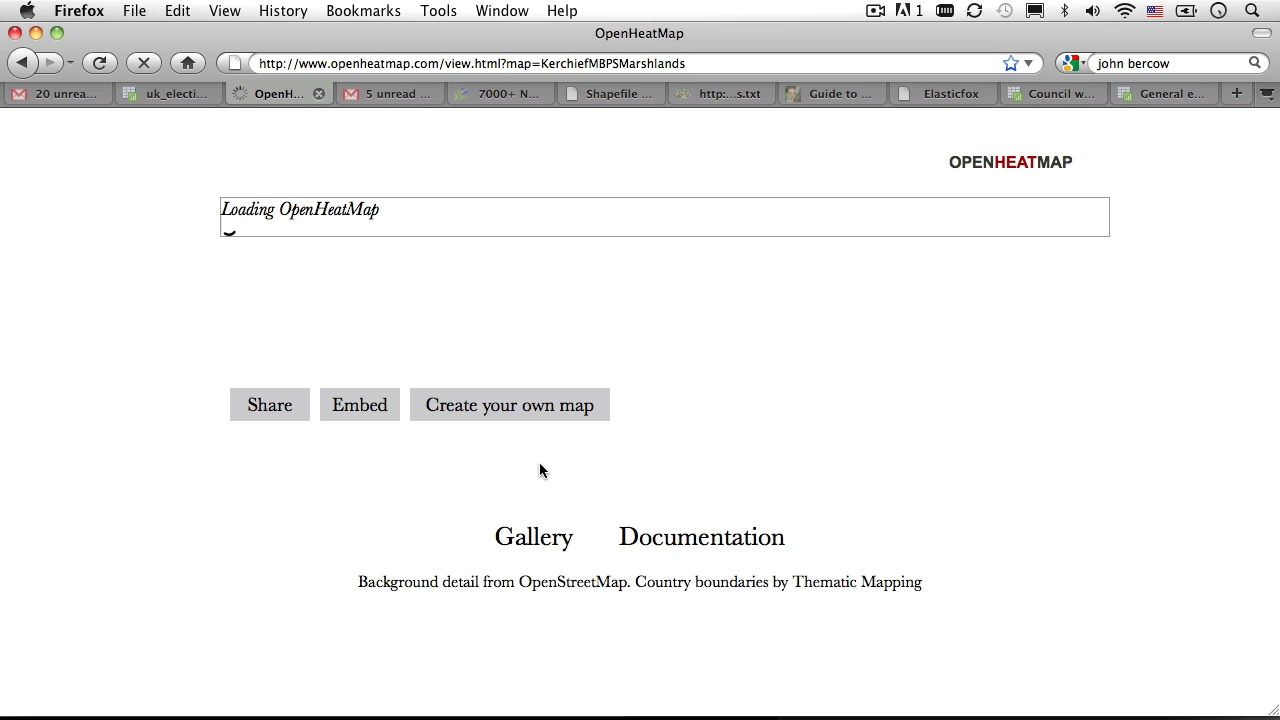 Firefox File Edit View History Bookmarks Tools Window Help
1
OpenHeatMap
http://www.openheatmap.com/view.html?map=KerchiefMBPSMarshlands
john bercow
20 unrea... uk_electi... OpenH... 5 unread ... 7000+ N... Shapefile ... http:...s.txt Guide to ... Elasticfox Council w... General e...
OPENHEATMAP
Loading OpenHeatMap
Share Embed Create your own map
Gallery Documentation
Background detail from OpenStreetMap. Country boundaries by Thematic Mapping